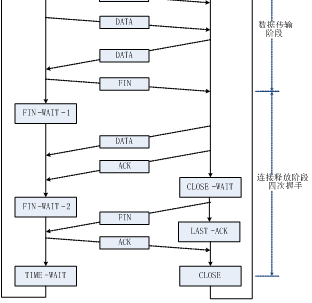 DATA
数据传输
阶段
DATA
FIN
FIN-WAIT-1
DATA
ACK
连接释放阶段
四次握手
CLOSE-WAIT
FIN-WAIT-2
FIN
LAST-ACK
ACK
TIME-WAIT
CLOSE